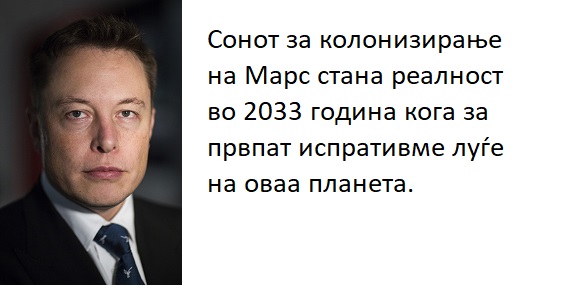 Сонот за колонизирање
на Марс стана реалност
во 2033 година кога за
првпат испративме луѓе
на оваа планета.